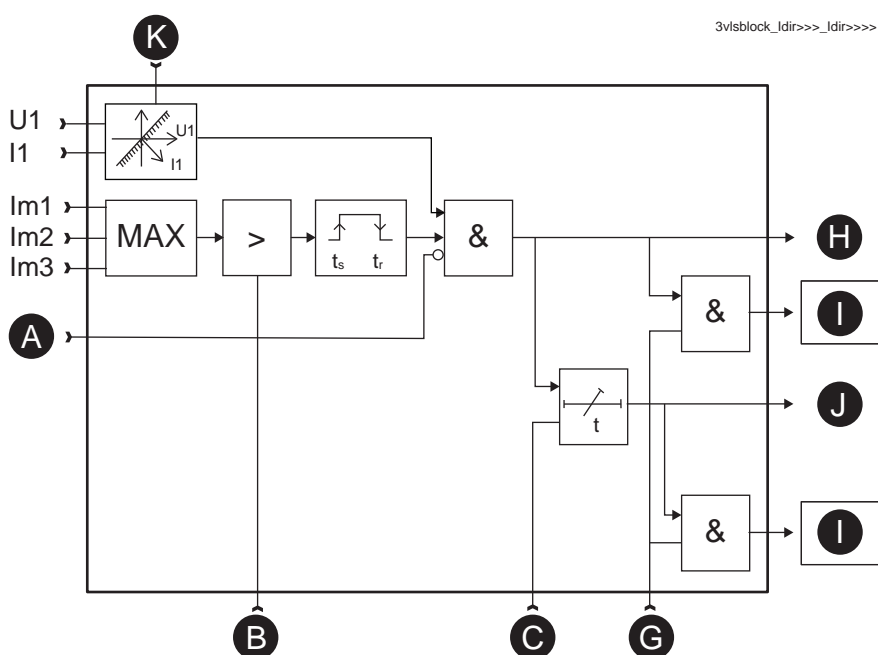 3vlsblock_Idir>>>_Idir>>>>
K
U1
I1
U1
I1
Im1
Im2
Im3
MAX
>
ts tr
&
H
A
&
I
t
J
&
I
B
C
G